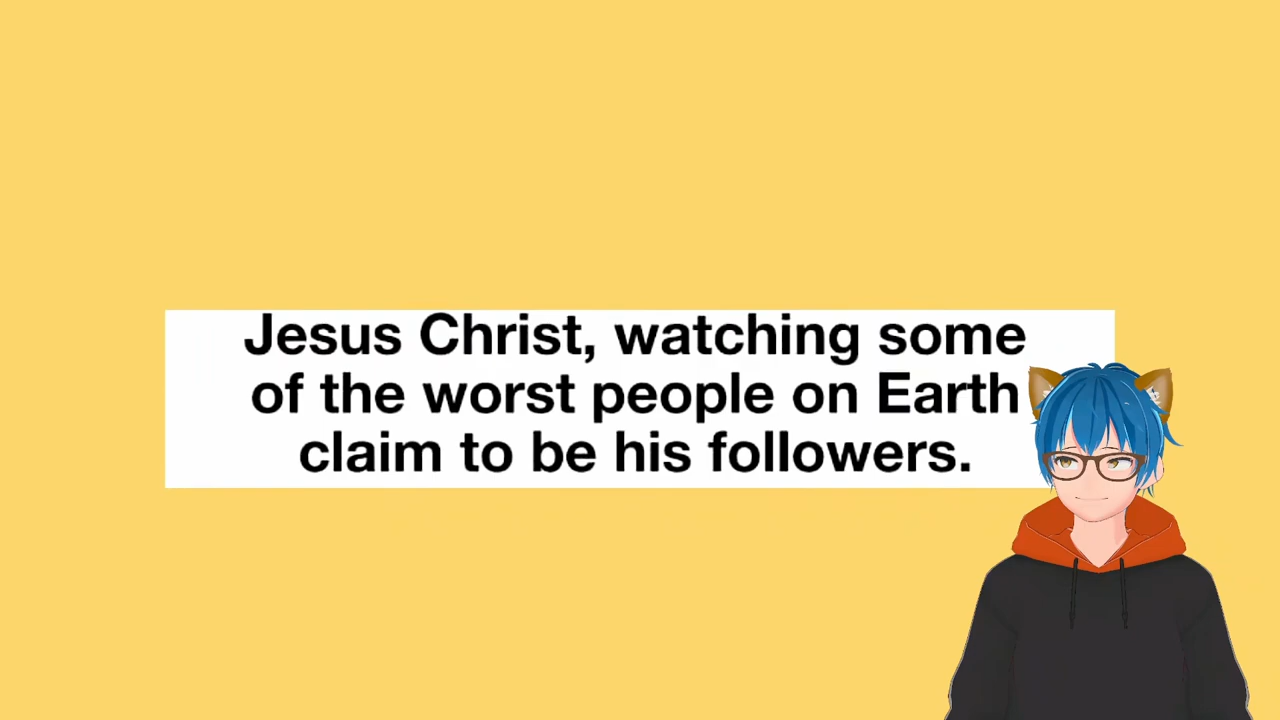 Jesus Christ, watching some
of the worst people on Earth
claim to be his followers.